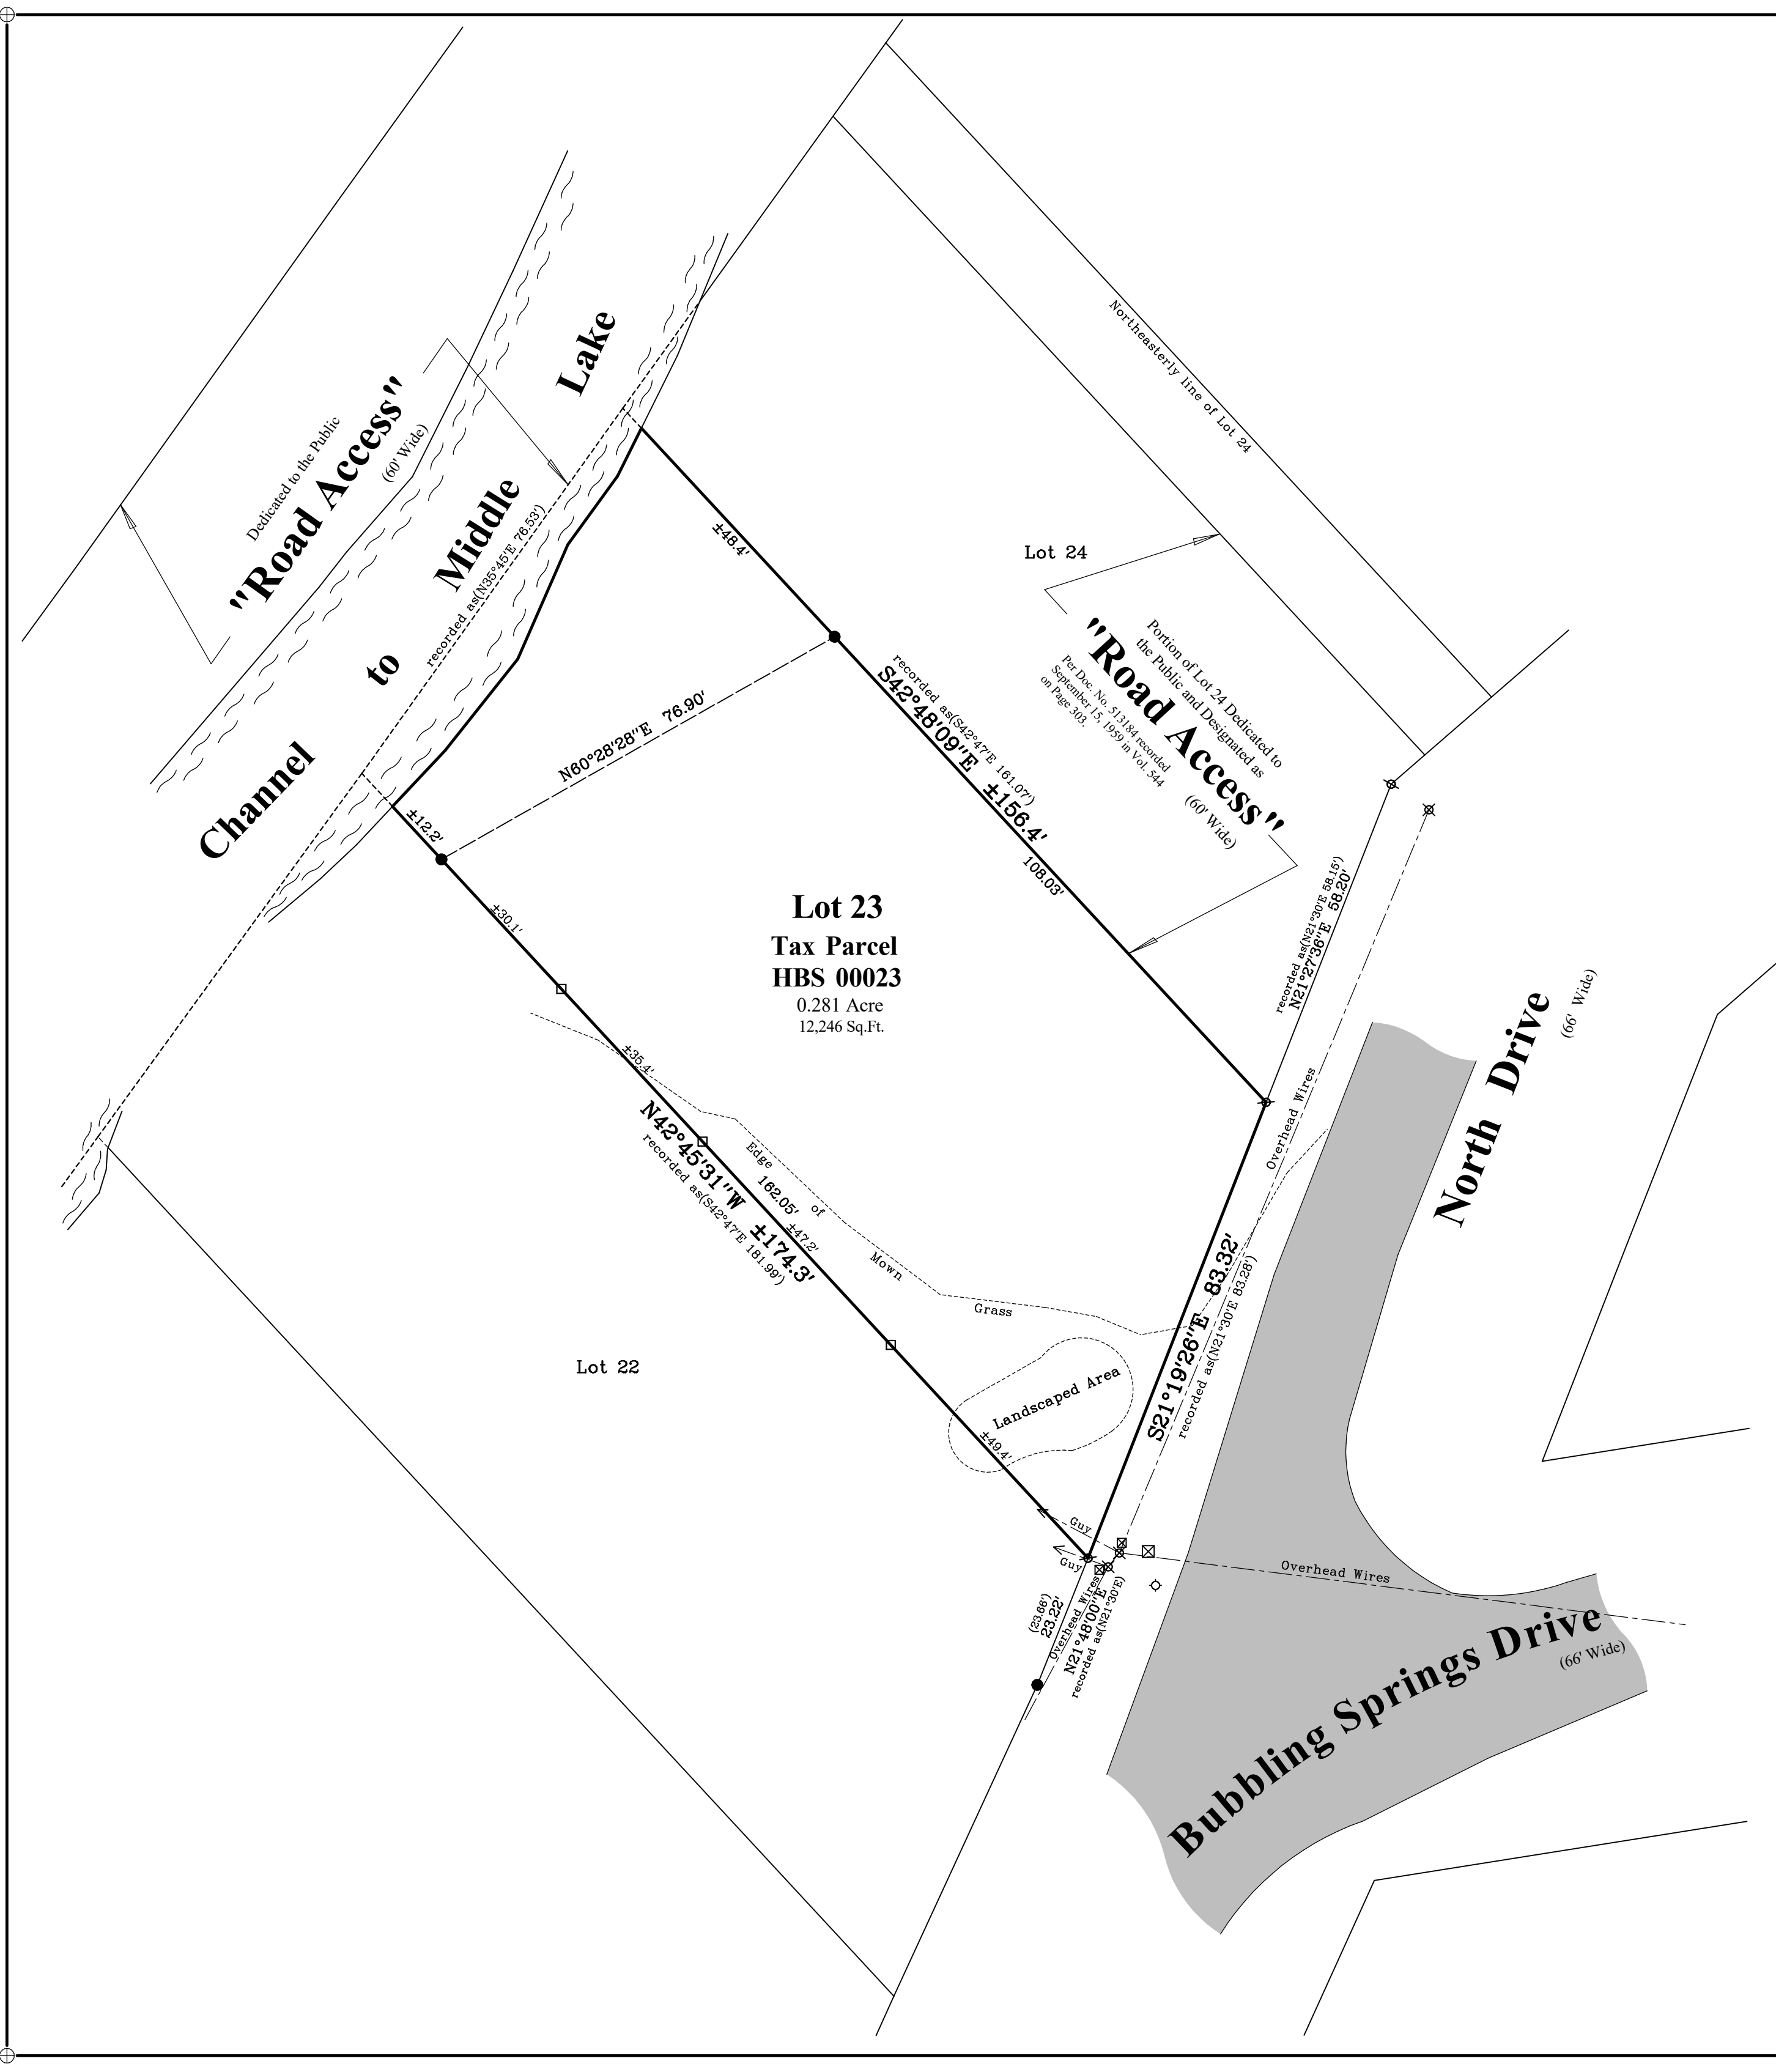 Dedicated to the Public
"Road Access"
(60' Wide)
Channel to Middle Lake
recorded as(N35°45'E 76.53')
Northeasterly line of Lot 24
Lot 24
Portion of Lot 24 Dedicated to
the Public and Designated as
"Road Access"
(60' Wide)
Per Doc. No. 513184 recorded
September 15, 1959 in Vol. 544
on Page 303.
±48.4'
recorded as(S42°47'E 161.07')
S42°48'09"E ±156.4'
108.03'
N60°28'28"E 76.90'
±12.2'
±30.1'
±35.4'
Lot 23
Tax Parcel
HBS 00023
0.281 Acre
12,246 Sq.Ft.
recorded as(N21°30'E 58.15')
N21°27'36"E 58.20'
Overhead Wires
North Drive
(66' Wide)
Edge of Mown Grass
162.05'
±47.2'
N42°45'31"W ±174.3'
recorded as(S42°47'E 181.99')
S21°19'26"E 83.32'
recorded as(N21°30'E 83.28')
Lot 22
Landscaped Area
±49.4'
Guy
Guy
Overhead Wires
(23.66')
23.22'
Overhead Wires
N21°48'00"E
recorded as(N21°30'E)
Bubbling Springs Drive
(66' Wide)